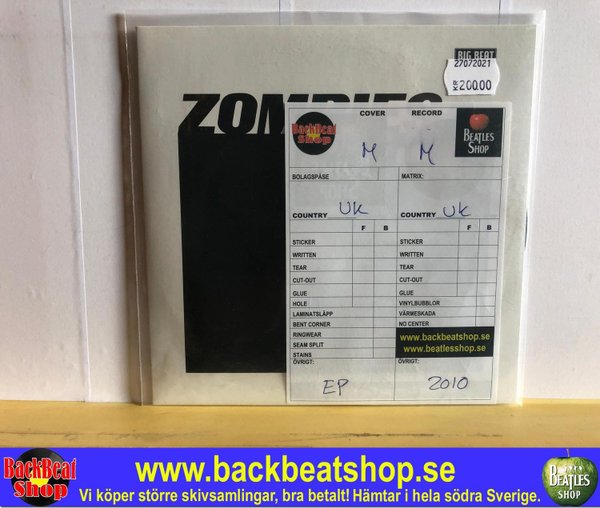 BIG BEAT
27072021
KR 200.00
ZOMBIES
BackBeat
Shop
COVER RECORD
BEATLES
SHOP
M M
BOLAGSPÅSE MATRIX:
COUNTRY UK COUNTRY UK
F B F B
STICKER STICKER
WRITTEN WRITTEN
TEAR TEAR
CUT-OUT CUT-OUT
GLUE GLUE
HOLE VINYLBUBBLOR
LAMINATSLÄPP VÄRMESKADA
BENT CORNER NO CENTER
RINGWEAR www.backbeatshop.se
SEAM SPLIT www.beatlesshop.se
STAINS
ÖVRIGT: ÖVRIGT:
EP 2010
BackBeat
Shop
www.backbeatshop.se
Vi köper större skivsamlingar, bra betalt! Hämtar i hela södra Sverige.
BEATLES
SHOP